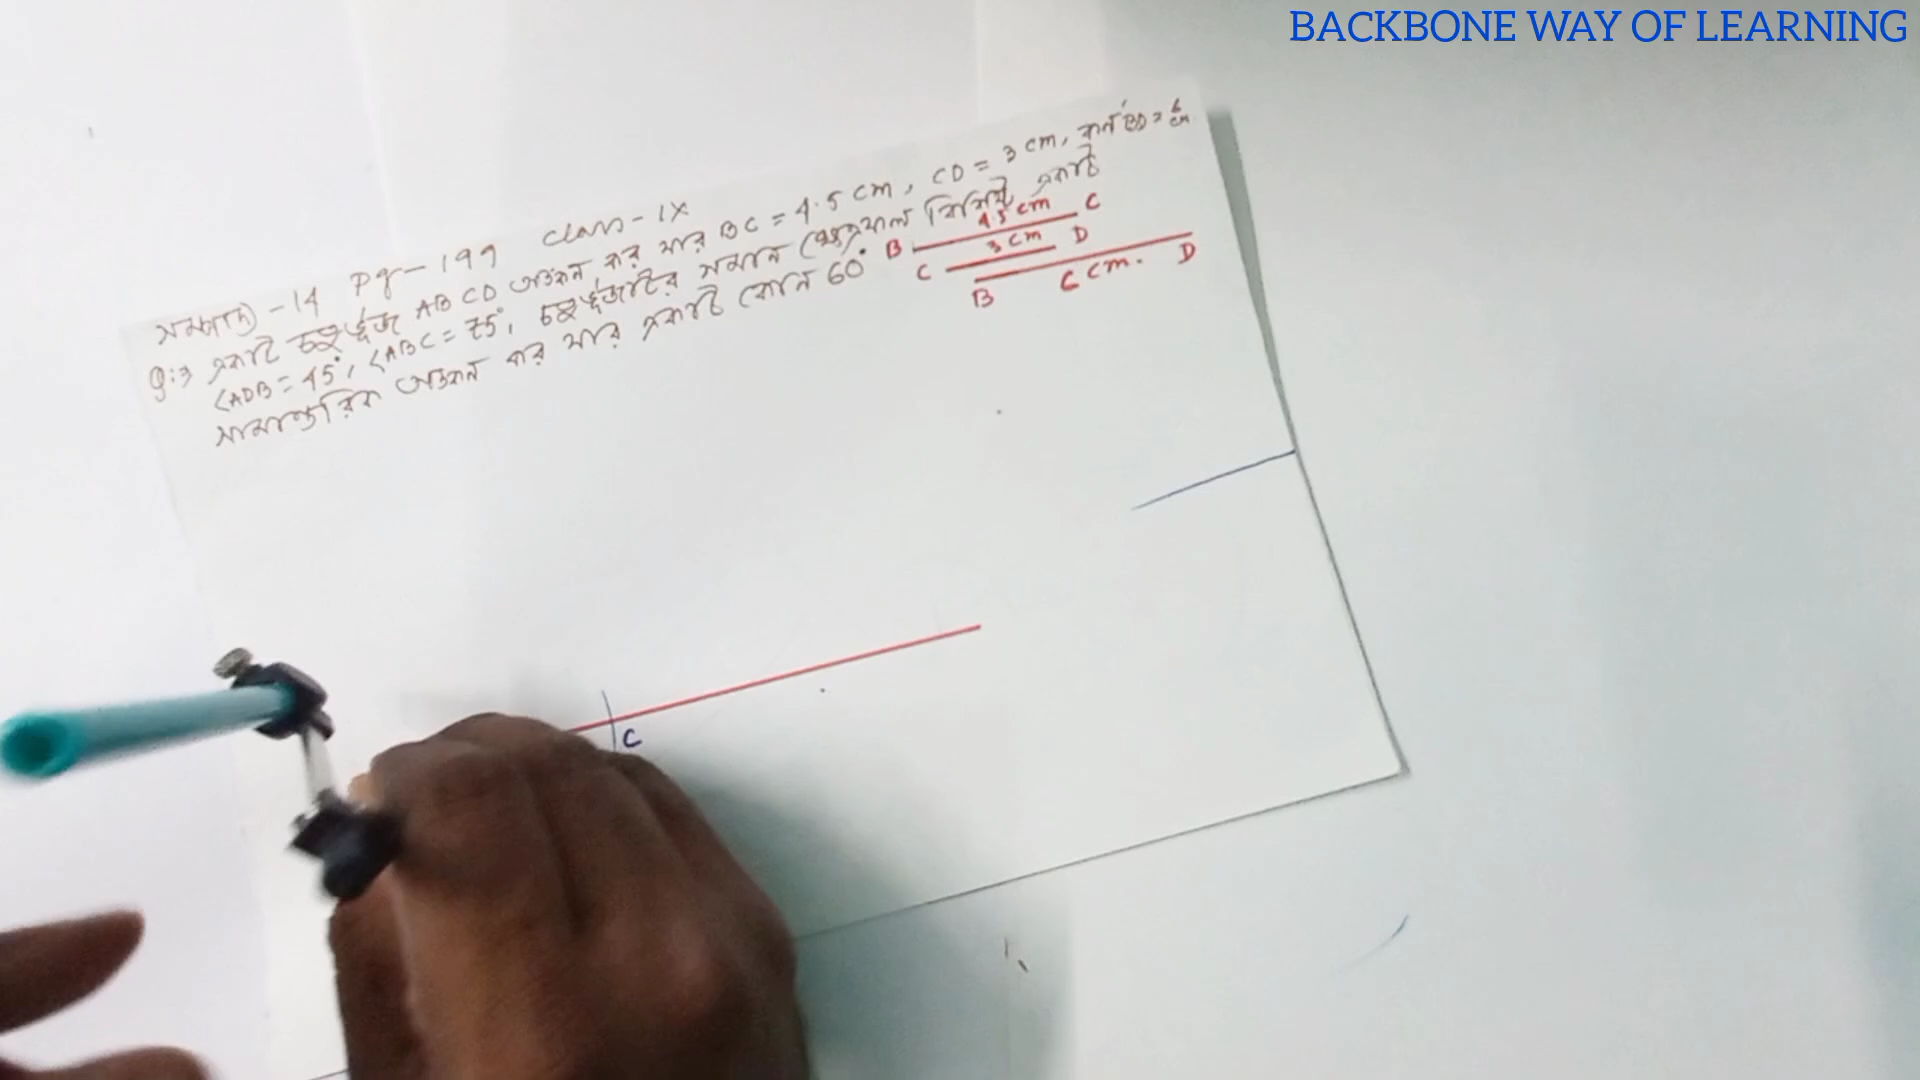 BACKBONE WAY OF LEARNING
সম্পাদ্য - 14 Pg - 199 Class - IX
Q:3 একটি চতুর্ভুজ ABCD অঙ্কন করি যার BC = 4.5 cm, CD = 3 cm, কর্ণ BD = 6 cm
∠ADB = 45°, ∠ABC = 75°, চতুর্ভুজটির সমান ক্ষেত্রফল বিশিষ্ট একটি
সামান্তরিক অঙ্কন করি যার একটি কোণ 60°
B 4.5 cm C
C 3 cm D
B 6 cm. D
C